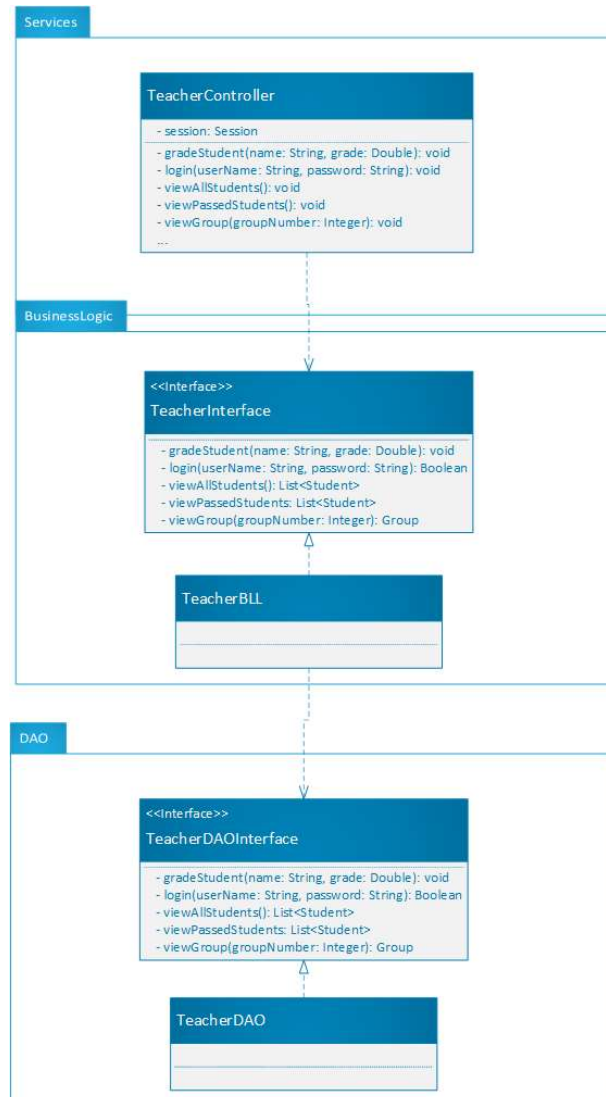 Services
TeacherController
- session: Session
- gradeStudent(name: String, grade: Double): void
- login(userName: String, password: String): void
- viewAllStudents(): void
- viewPassedStudents(): void
- viewGroup(groupNumber: Integer): void
...
BusinessLogic
<<Interface>>
TeacherInterface
- gradeStudent(name: String, grade: Double): void
- login(userName: String, password: String): Boolean
- viewAllStudents(): List<Student>
- viewPassedStudents: List<Student>
- viewGroup(groupNumber: Integer): Group
TeacherBLL
DAO
<<Interface>>
TeacherDAOInterface
- gradeStudent(name: String, grade: Double): void
- login(userName: String, password: String): Boolean
- viewAllStudents(): List<Student>
- viewPassedStudents: List<Student>
- viewGroup(groupNumber: Integer): Group
TeacherDAO